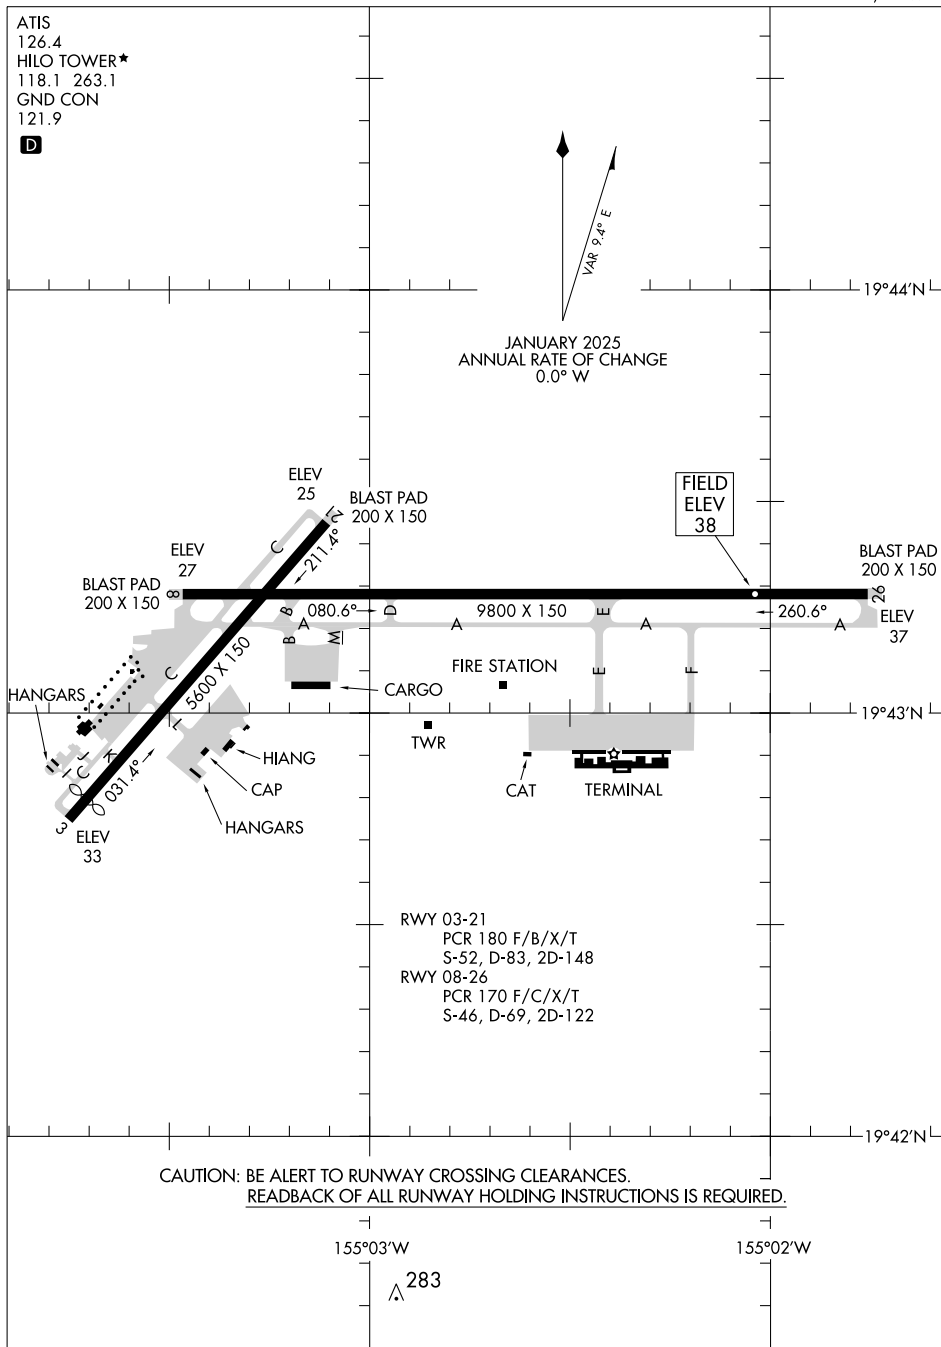 ATIS
126.4
HILO TOWER★
118.1 263.1
GND CON
121.9
D
VAR 9.4° E
19°44'N
JANUARY 2025
ANNUAL RATE OF CHANGE
0.0° W
ELEV
25
BLAST PAD
200 X 150
21
FIELD
ELEV
38
C
211.4°
ELEV
27
BLAST PAD
200 X 150
8
BLAST PAD
200 X 150
26
ELEV
37
B
080.6°
D
9800 X 150
E
260.6°
A
A
A
A
B
M
C
5600 X 150
E
F
FIRE STATION
CARGO
HANGARS
19°43'N
L
TWR
J
K
I
C
031.4°
HIANG
CAP
CAT
TERMINAL
HANGARS
3
ELEV
33
RWY 03-21
PCR 180 F/B/X/T
S-52, D-83, 2D-148
RWY 08-26
PCR 170 F/C/X/T
S-46, D-69, 2D-122
19°42'N
CAUTION: BE ALERT TO RUNWAY CROSSING CLEARANCES.
READBACK OF ALL RUNWAY HOLDING INSTRUCTIONS IS REQUIRED.
155°03'W
155°02'W
283